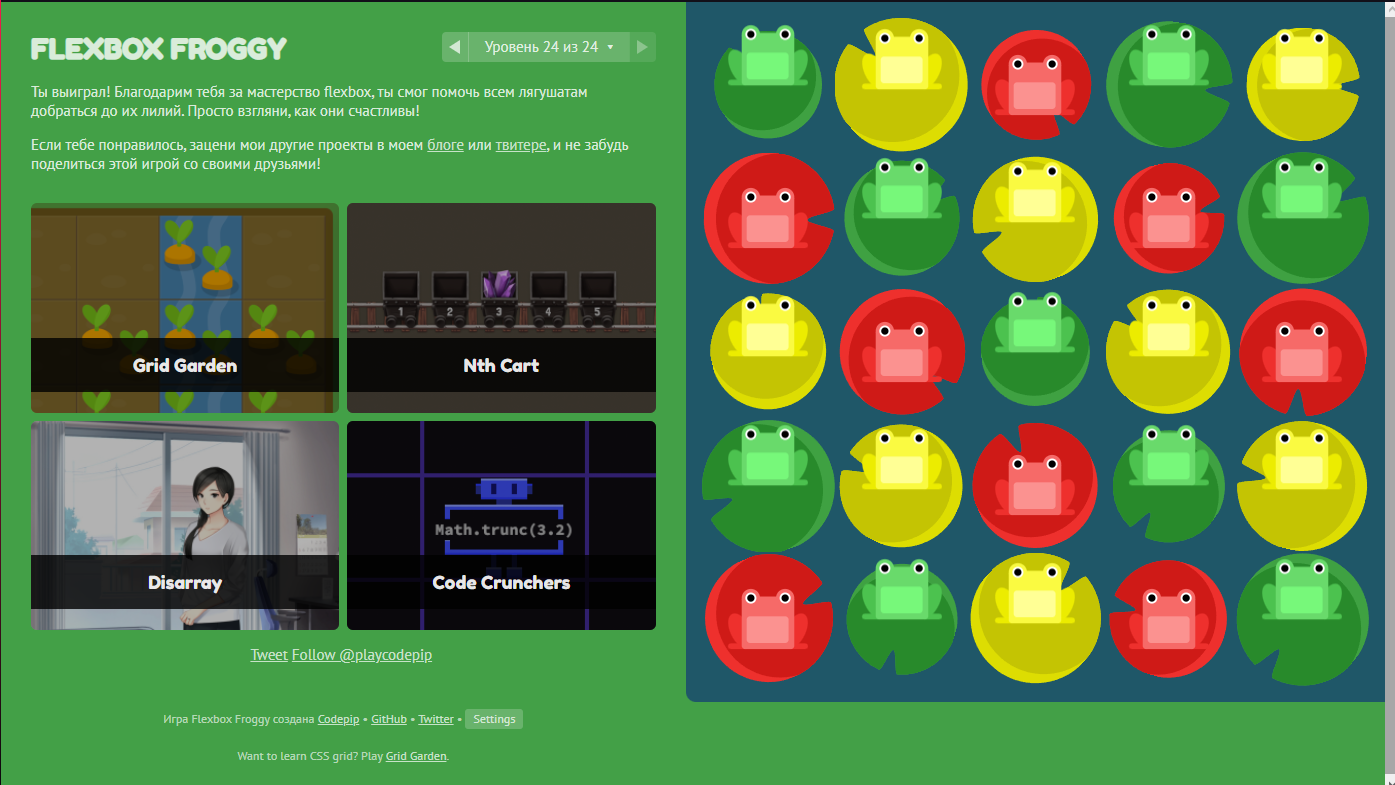 FLEXBOX FROGGY
Уровень 24 из 24
Ты выиграл! Благодарим тебя за мастерство flexbox, ты смог помочь всем лягушатам
добраться до их лилий. Просто взгляни, как они счастливы!
Если тебе понравилось, зацени мои другие проекты в моем блоге или твитере, и не забудь
поделиться этой игрой со своими друзьями!
Grid Garden
1 2 3 4 5
Nth Cart
Disarray
Math.trunc(3.2)
Code Crunchers
Tweet Follow @playcodepip
Игра Flexbox Froggy создана Codepip • GitHub • Twitter • Settings
Want to learn CSS grid? Play Grid Garden.